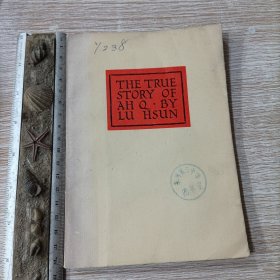 Y238
THE TRUE
STORY OF
AH Q · BY
LU HSUN